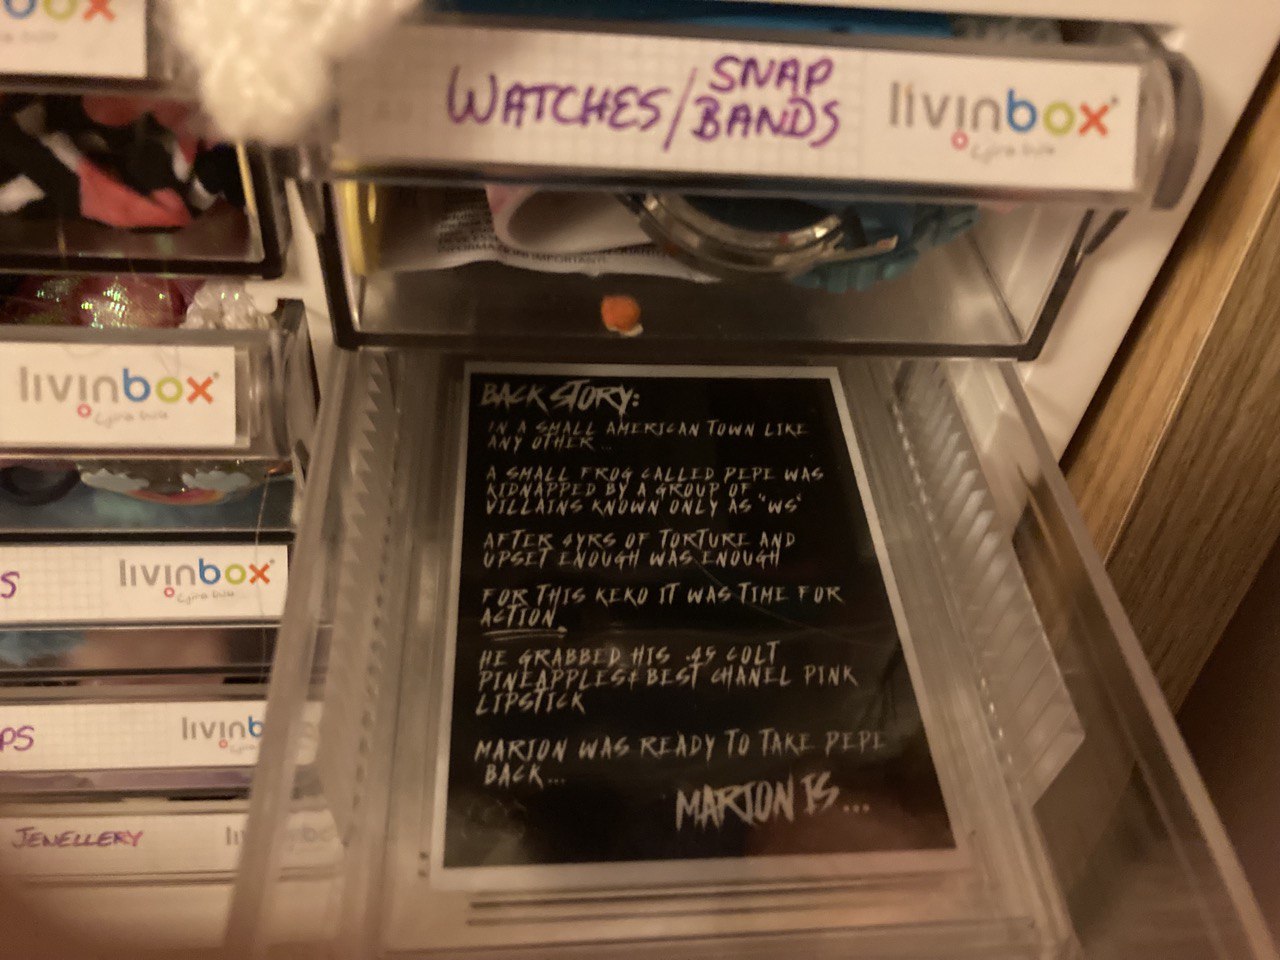 WATCHES/SNAP BANDS
livinbox
livinbox
livinbox
S
livinb
PS
JEWELLERY
BACK STORY:
IN A SMALL AMERICAN TOWN LIKE
ANY OTHER...
A SMALL FROG CALLED PEPE WAS
KIDNAPPED BY A GROUP OF
VILLAINS KNOWN ONLY AS "WS"
AFTER 4YRS OF TORTURE AND
UPSET ENOUGH WAS ENOUGH
FOR THIS KEKO IT WAS TIME FOR
ACTION.
HE GRABBED HIS .45 COLT
PINEAPPLES & BEST CHANEL PINK
LIPSTICK
MARION WAS READY TO TAKE PEPE
BACK...
MARION IS...